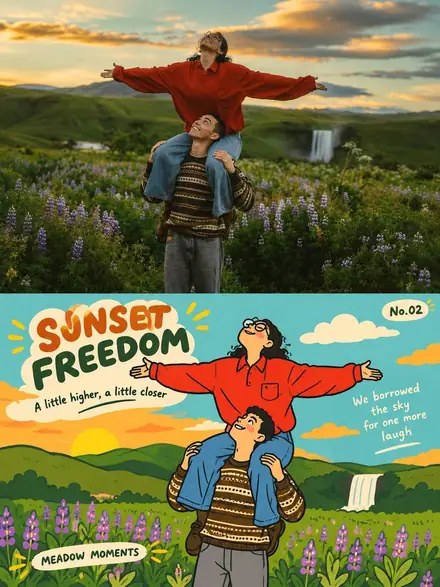 SUNSET
FREEDOM
A little higher, a little closer
No.02
We borrowed
the sky
for one more
laugh
MEADOW MOMENTS